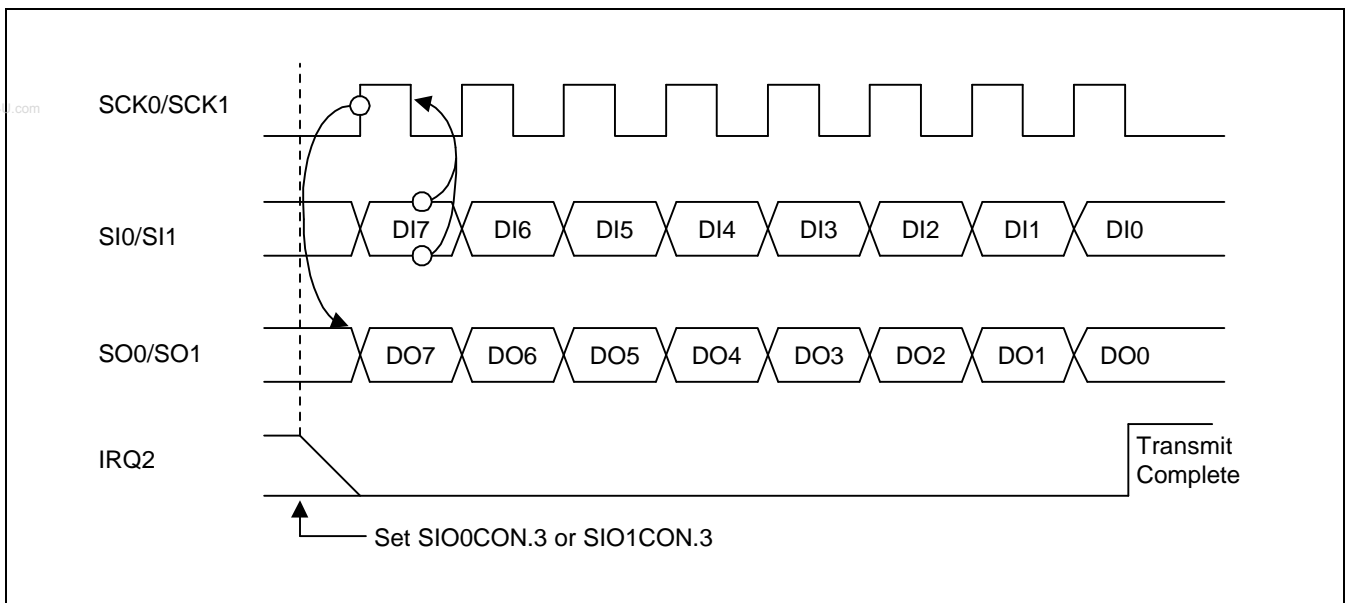 SCK0/SCK1
SI0/SI1
DI7 DI6 DI5 DI4 DI3 DI2 DI1 DI0
SO0/SO1
DO7 DO6 DO5 DO4 DO3 DO2 DO1 DO0
IRQ2
Transmit
Complete
Set SIO0CON.3 or SIO1CON.3